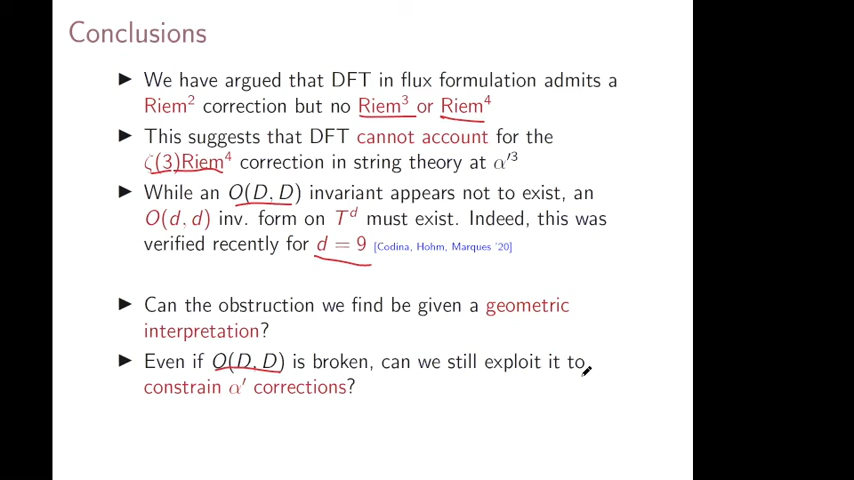 Conclusions
▶ We have argued that DFT in flux formulation admits a
Riem² correction but no Riem³ or Riem⁴
▶ This suggests that DFT cannot account for the
ζ(3)Riem⁴ correction in string theory at α′³
▶ While an O(D, D) invariant appears not to exist, an
O(d, d) inv. form on Tᵈ must exist. Indeed, this was
verified recently for d = 9 [Codina, Hohm, Marques '20]
▶ Can the obstruction we find be given a geometric
interpretation?
▶ Even if O(D, D) is broken, can we still exploit it to
constrain α′ corrections?